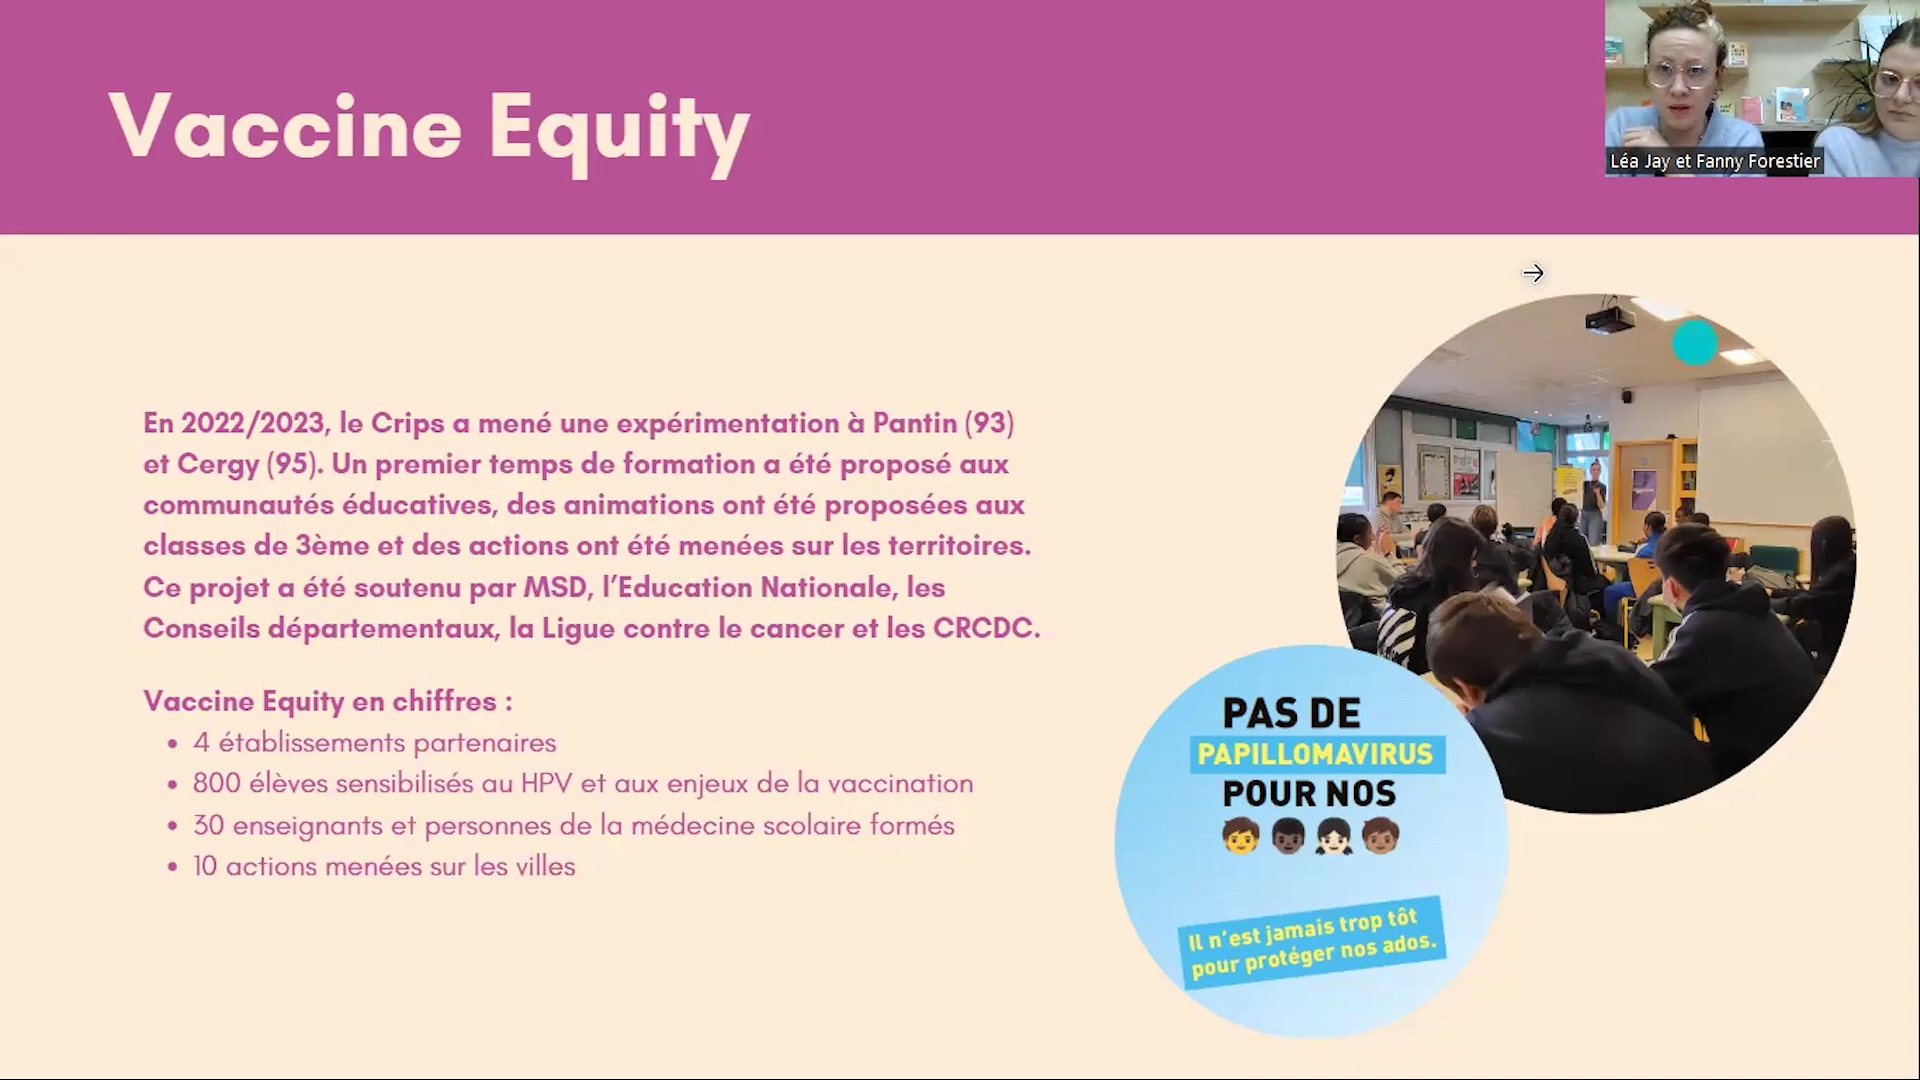 Vaccine Equity
Léa Jay et Fanny Forestier
En 2022/2023, le Crips a mené une expérimentation à Pantin (93)
et Cergy (95). Un premier temps de formation a été proposé aux
communautés éducatives, des animations ont été proposées aux
classes de 3ème et des actions ont été menées sur les territoires.
Ce projet a été soutenu par MSD, l'Education Nationale, les
Conseils départementaux, la Ligue contre le cancer et les CRCDC.
Vaccine Equity en chiffres :
• 4 établissements partenaires
• 800 élèves sensibilisés au HPV et aux enjeux de la vaccination
• 30 enseignants et personnes de la médecine scolaire formés
• 10 actions menées sur les villes
PAS DE
PAPILLOMAVIRUS
POUR NOS
Il n'est jamais trop tôt
pour protéger nos ados.